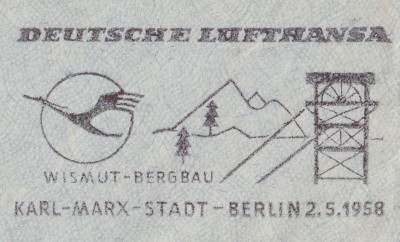 DEUTSCHE LUFTHANSA
WISMUT-BERGBAU
KARL-MARX-STADT-BERLIN 2.5.1958